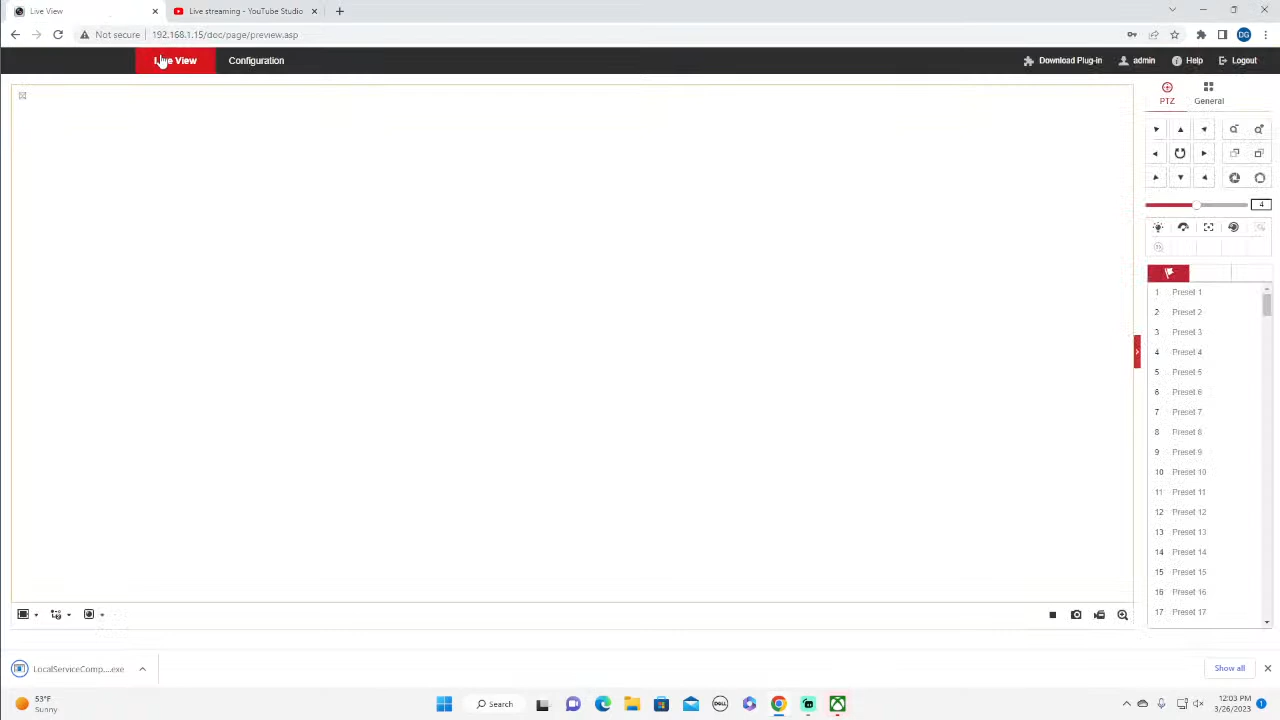 Live View
Live streaming - YouTube Studio
Not secure
192.168.1.15/doc/page/preview.asp
DG
Live View
Configuration
Download Plug-in
admin
Help
Logout
PTZ
General
4
1 Preset 1
2 Preset 2
3 Preset 3
4 Preset 4
5 Preset 5
6 Preset 6
7 Preset 7
8 Preset 8
9 Preset 9
10 Preset 10
11 Preset 11
12 Preset 12
13 Preset 13
14 Preset 14
15 Preset 15
16 Preset 16
17 Preset 17
LocalServiceComp....exe
Show all
53°F
Sunny
Search
DELL
12:03 PM
3/26/2023
1